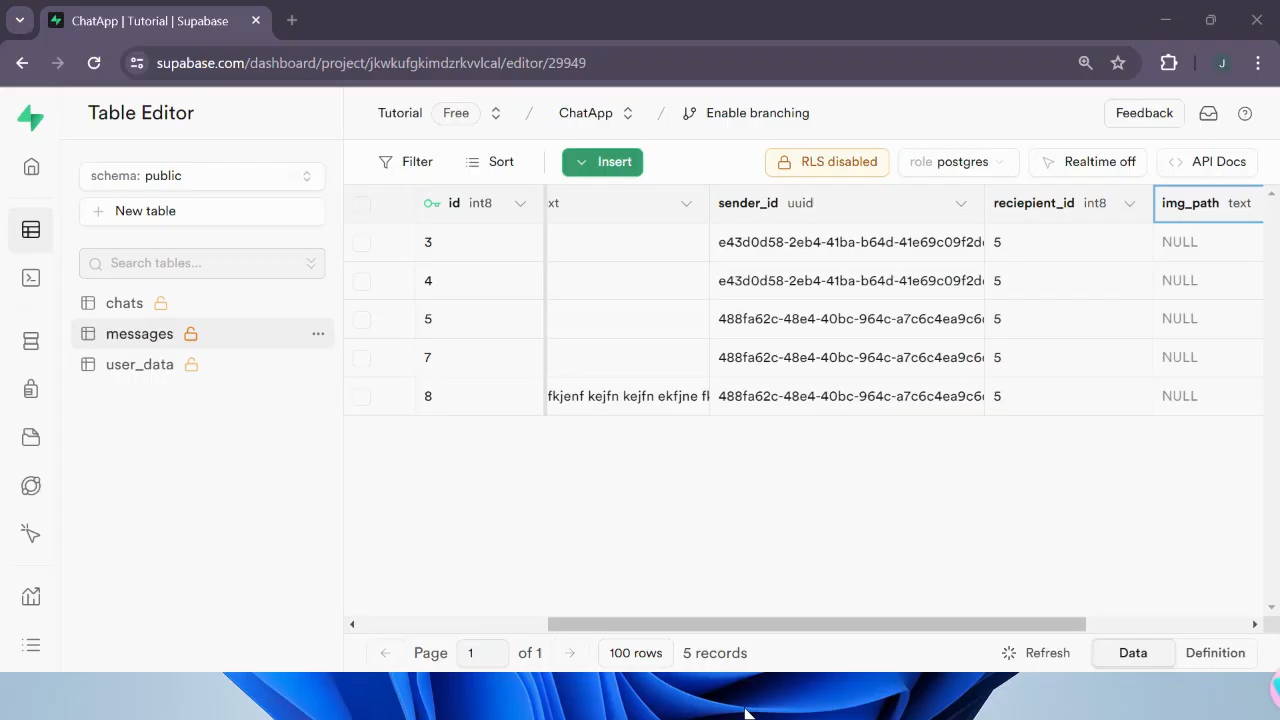 ChatApp | Tutorial | Supabase
supabase.com/dashboard/project/jkwkufgkimdzrkvvlcal/editor/29949
J
Table Editor
Tutorial Free / ChatApp / Enable branching Feedback
schema: public
New table
Search tables...
chats
messages
user_data
Filter Sort Insert RLS disabled role postgres Realtime off API Docs
id int8 xt sender_id uuid reciepient_id int8 img_path text
3 e43d0d58-2eb4-41ba-b64d-41e69c09f2d 5 NULL
4 e43d0d58-2eb4-41ba-b64d-41e69c09f2d 5 NULL
5 488fa62c-48e4-40bc-964c-a7c6c4ea9c6 5 NULL
7 488fa62c-48e4-40bc-964c-a7c6c4ea9c6 5 NULL
8 fkjenf kejfn kejfn ekfjne f 488fa62c-48e4-40bc-964c-a7c6c4ea9c6 5 NULL
Page 1 of 1 100 rows 5 records Refresh Data Definition